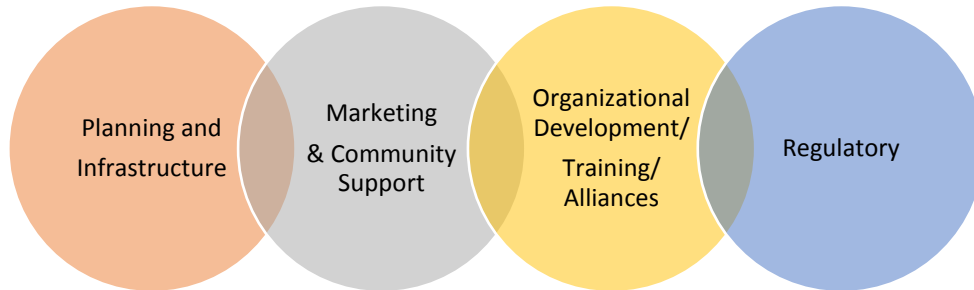 Planning and
Infrastructure
Marketing
& Community
Support
Organizational
Development/
Training/
Alliances
Regulatory